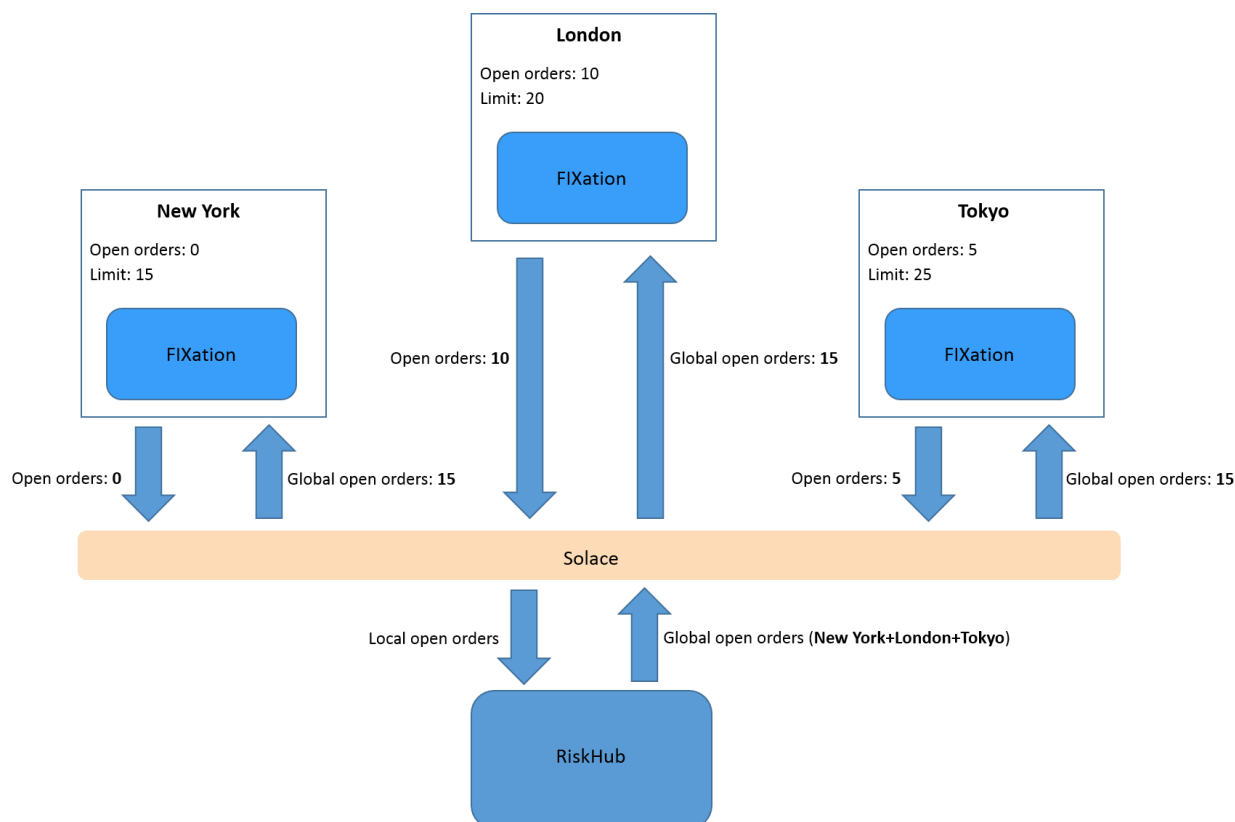 London
Open orders: 10
Limit: 20
FIXation
New York
Open orders: 0
Limit: 15
FIXation
Tokyo
Open orders: 5
Limit: 25
FIXation
Open orders: 10
Global open orders: 15
Open orders: 0
Global open orders: 15
Open orders: 5
Global open orders: 15
Solace
Local open orders
Global open orders (New York+London+Tokyo)
RiskHub